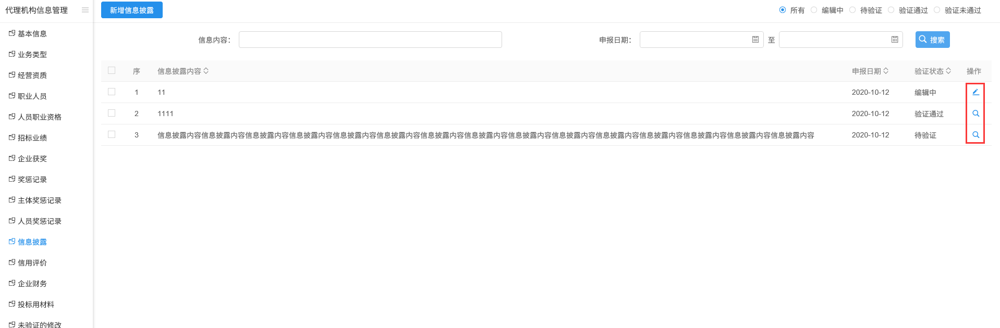 代理机构信息管理
基本信息
业务类型
经营资质
职业人员
人员职业资格
招标业绩
企业获奖
奖惩记录
主体奖惩记录
人员奖惩记录
信息披露
信用评价
企业财务
投标用材料
未验证的修改
新增信息披露
所有 编辑中 待验证 验证通过 验证未通过
信息内容： 申报日期： 至 搜索
序 信息披露内容 申报日期 验证状态 操作
1 11 2020-10-12 编辑中
2 1111 2020-10-12 验证通过
3 信息披露内容信息披露内容信息披露内容信息披露内容信息披露内容信息披露内容信息披露内容信息披露内容信息披露内容信息披露内容信息披露内容信息披露内容信息披露内容信息披露内容信息披露内容 2020-10-12 待验证